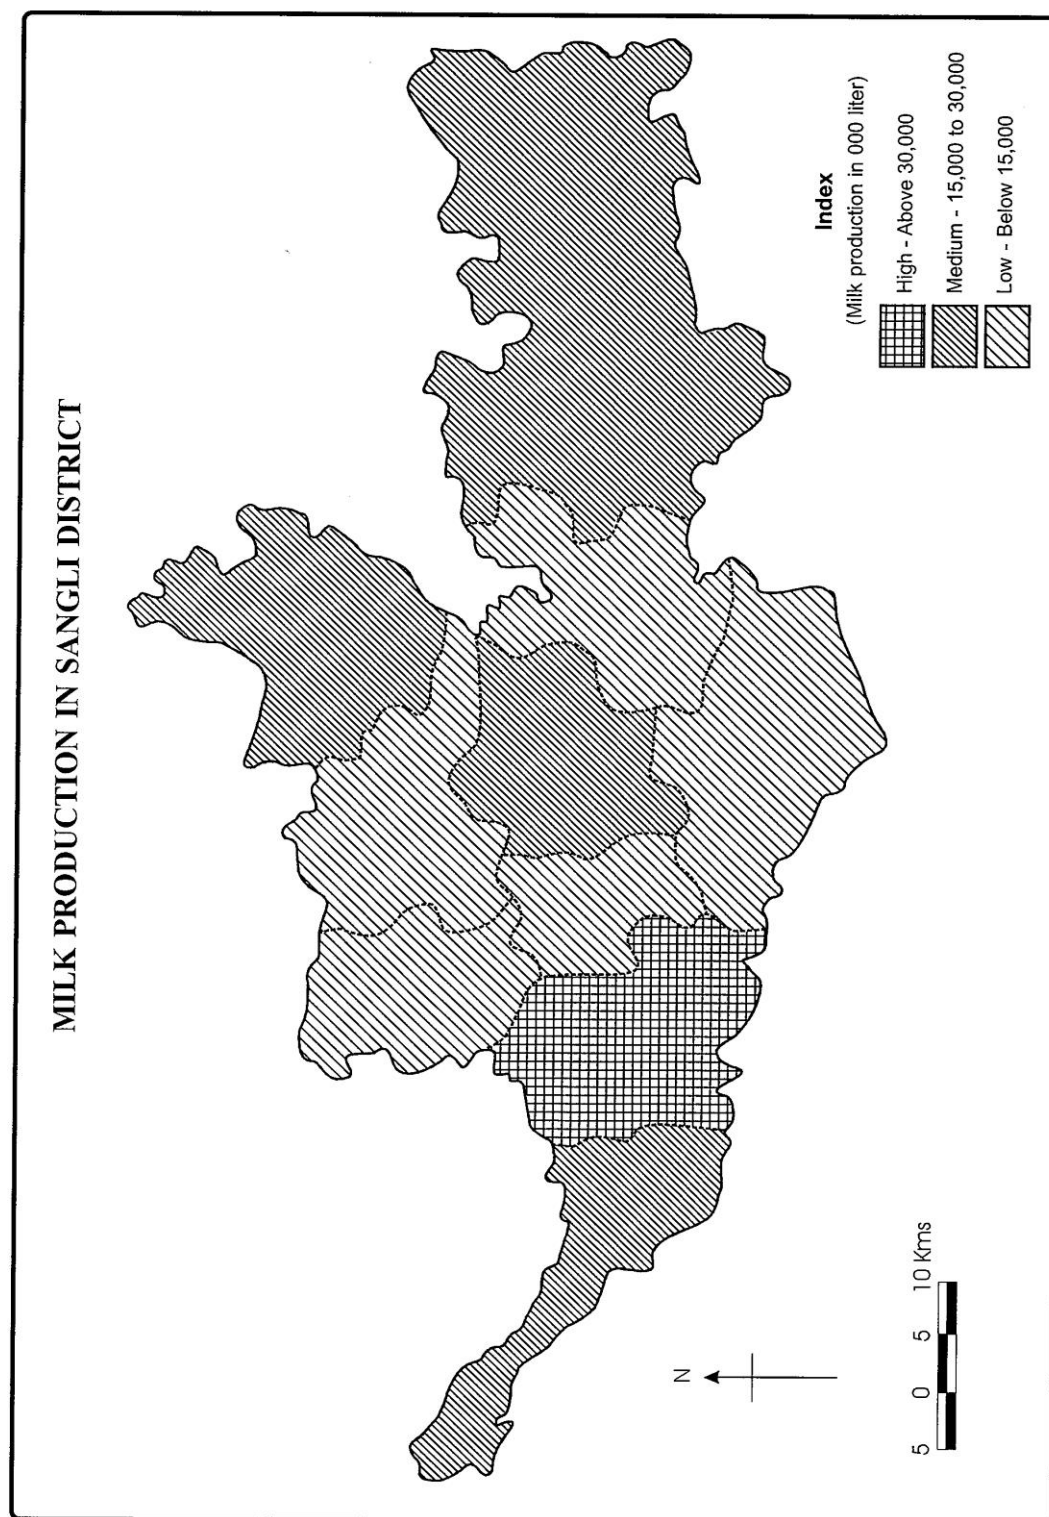 MILK PRODUCTION IN SANGLI DISTRICT
Index
(Milk production in 000 liter)
High - Above 30,000
Medium - 15,000 to 30,000
Low - Below 15,000
N
5 0 5 10 Kms